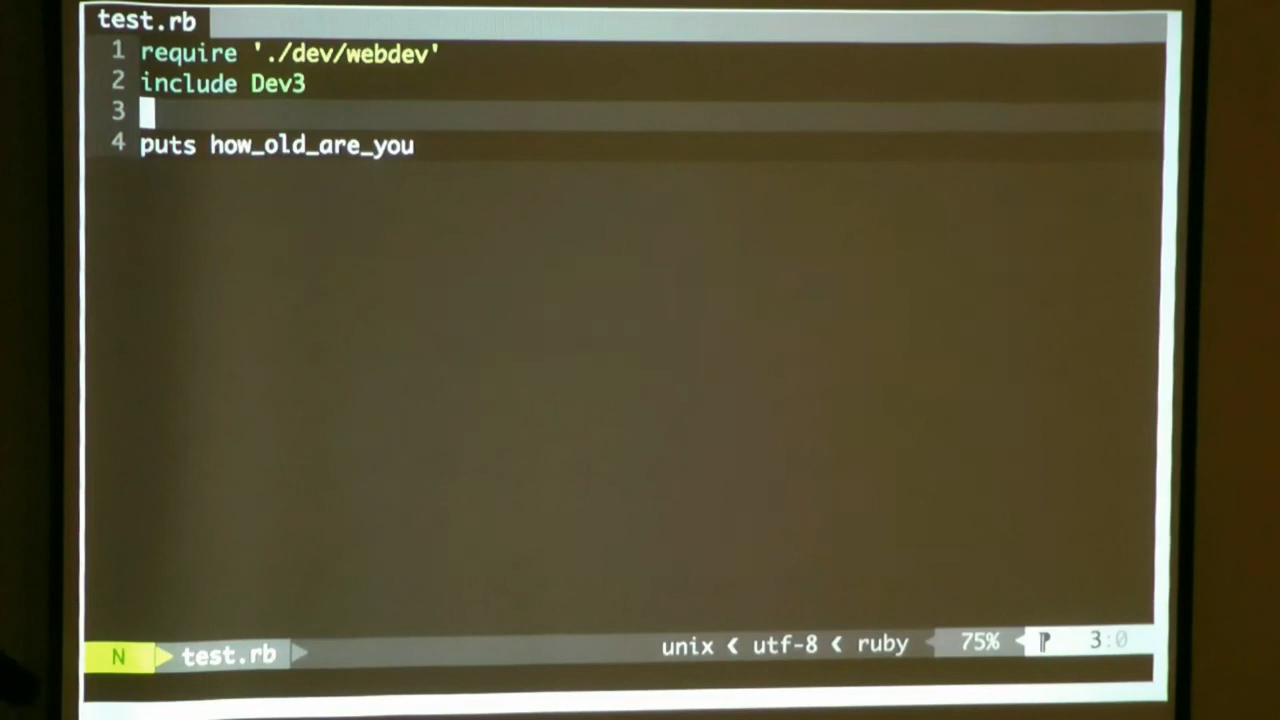 test.rb
1 require './dev/webdev'
2 include Dev3
3
4 puts how_old_are_you
N test.rb unix ❮ utf-8 ❮ ruby 75% 3:0